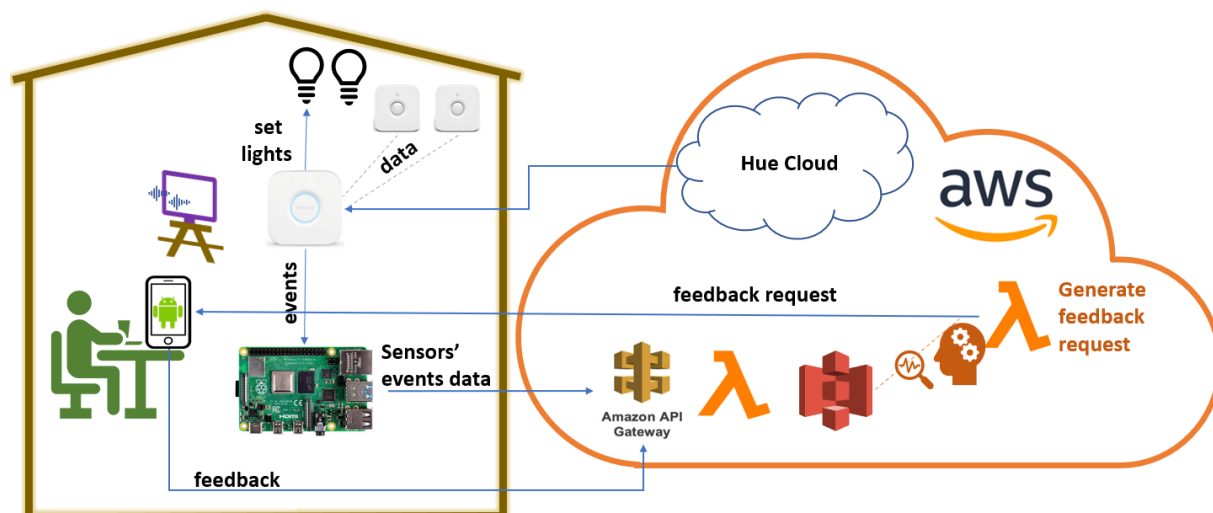 set
lights
data
Hue Cloud
aws
events
feedback request
Generate
feedback
request
Sensors'
events data
Amazon API
Gateway
HDMI
feedback